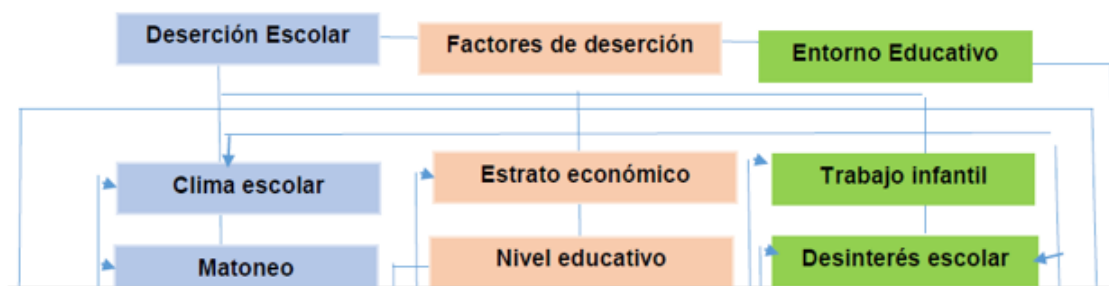 Deserción Escolar
Factores de deserción
Entorno Educativo
Clima escolar
Estrato económico
Trabajo infantil
Matoneo
Nivel educativo
Desinterés escolar